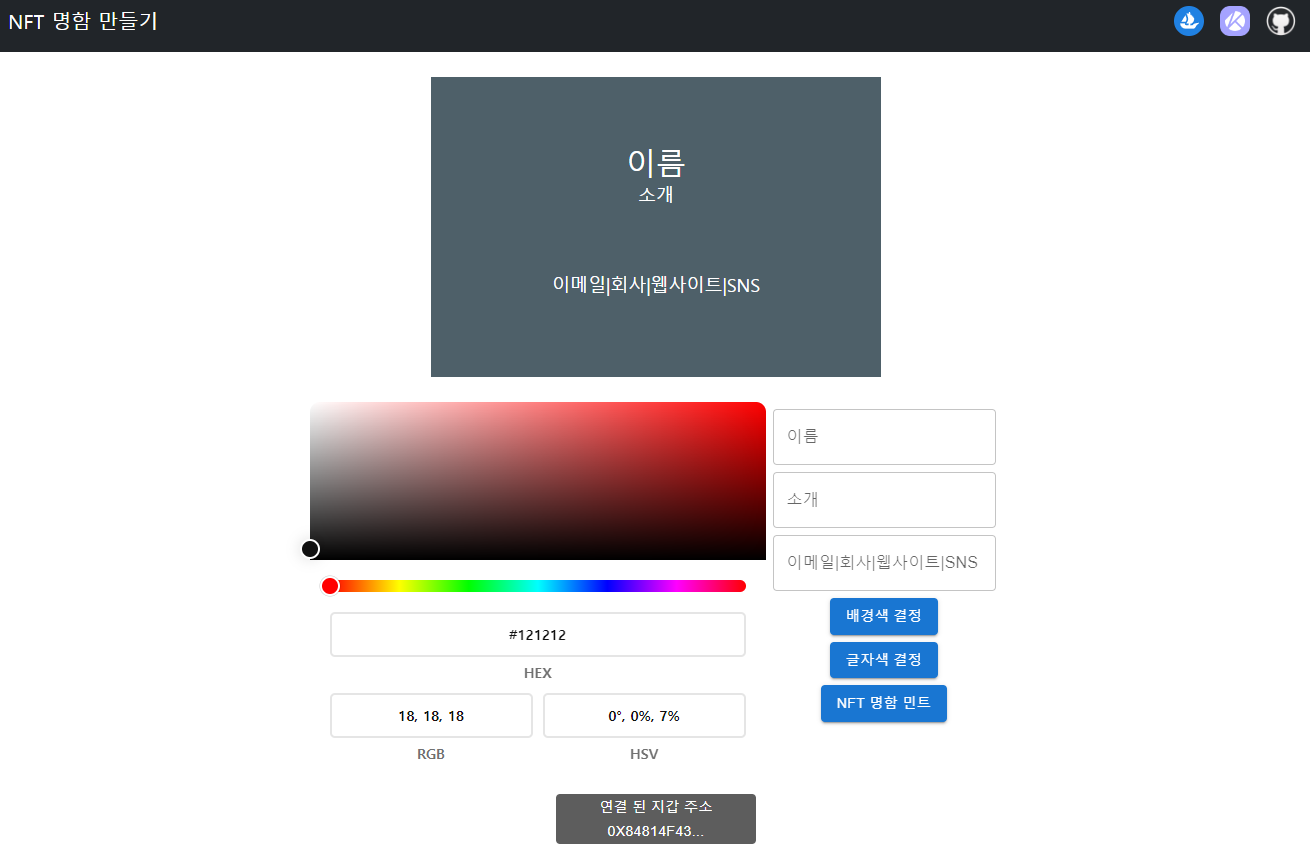 NFT 명함 만들기
이름
소개
이메일|회사|웹사이트|SNS
이름
소개
이메일|회사|웹사이트|SNS
배경색 결정
글자색 결정
NFT 명함 민트
#121212
HEX
18, 18, 18
0°, 0%, 7%
RGB
HSV
연결 된 지갑 주소
0X84814F43...